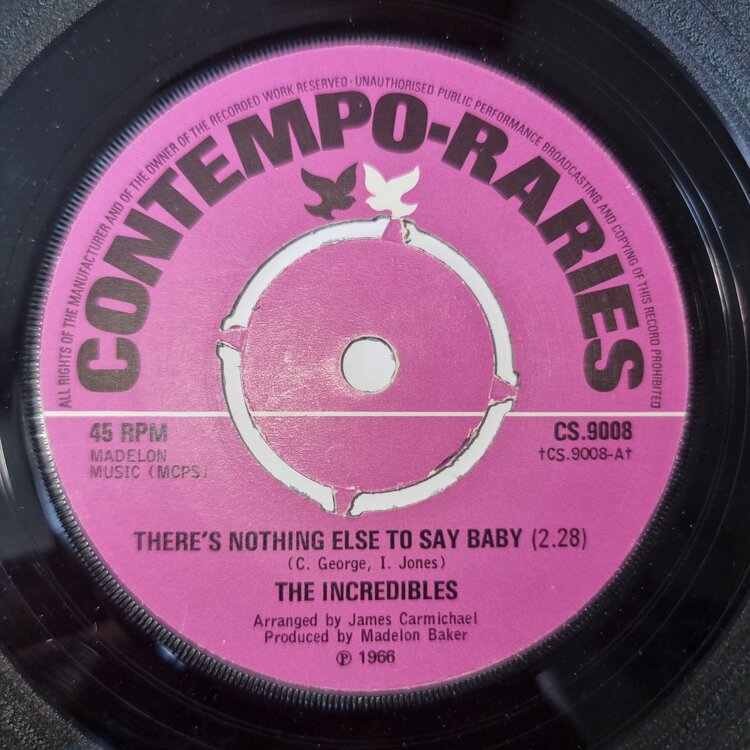 ALL RIGHTS OF THE MANUFACTURER AND OF THE OWNER OF THE RECORDED WORK RESERVED · UNAUTHORISED PUBLIC PERFORMANCE BROADCASTING AND COPYING OF THIS RECORD PROHIBITED
CONTEMPO-RARIES
45 RPM
MADELON
MUSIC (MCPS)
CS.9008
†CS.9008-A†
THERE'S NOTHING ELSE TO SAY BABY (2.28)
(C. George, I. Jones)
THE INCREDIBLES
Arranged by James Carmichael
Produced by Madelon Baker
℗ 1966